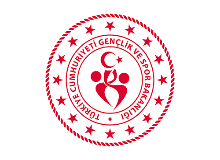 TÜRKİYE CUMHURİYETİ GENÇLİK VE SPOR BAKANLIĞI